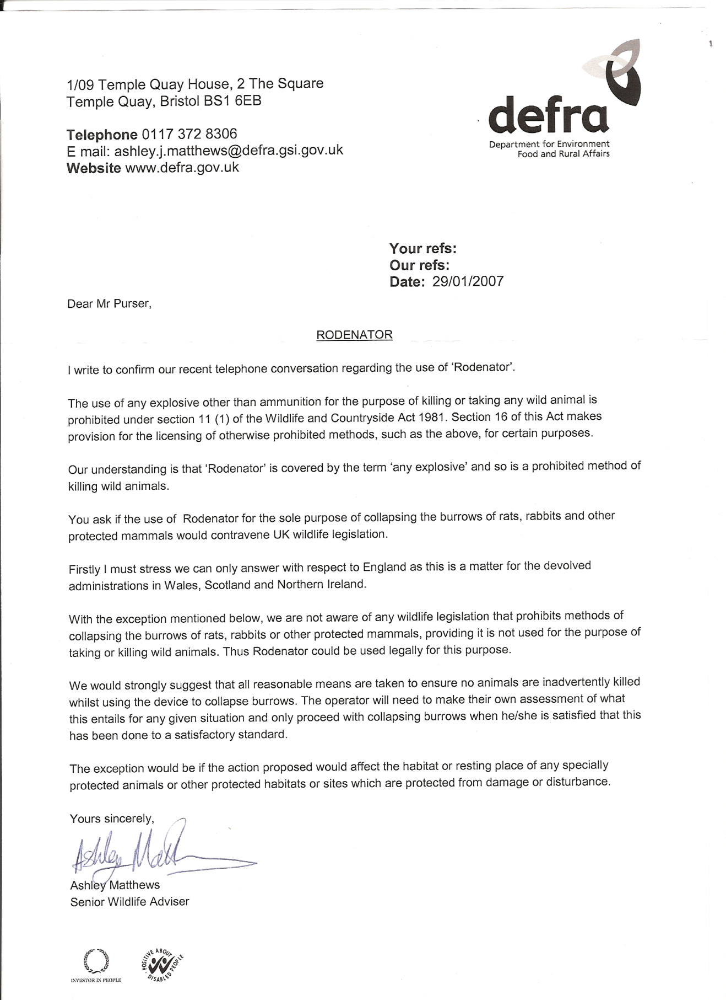 1/09 Temple Quay House, 2 The Square
Temple Quay, Bristol BS1 6EB
Telephone 0117 372 8306
E mail: ashley.j.matthews@defra.gsi.gov.uk
Website www.defra.gov.uk
defra
Department for Environment
Food and Rural Affairs
Your refs:
Our refs:
Date: 29/01/2007
Dear Mr Purser,
RODENATOR
I write to confirm our recent telephone conversation regarding the use of ‘Rodenator’.
The use of any explosive other than ammunition for the purpose of killing or taking any wild animal is
prohibited under section 11 (1) of the Wildlife and Countryside Act 1981. Section 16 of this Act makes
provision for the licensing of otherwise prohibited methods, such as the above, for certain purposes.
Our understanding is that ‘Rodenator’ is covered by the term ‘any explosive’ and so is a prohibited method of
killing wild animals.
You ask if the use of Rodenator for the sole purpose of collapsing the burrows of rats, rabbits and other
protected mammals would contravene UK wildlife legislation.
Firstly I must stress we can only answer with respect to England as this is a matter for the devolved
administrations in Wales, Scotland and Northern Ireland.
With the exception mentioned below, we are not aware of any wildlife legislation that prohibits methods of
collapsing the burrows of rats, rabbits or other protected mammals, providing it is not used for the purpose of
taking or killing wild animals. Thus Rodenator could be used legally for this purpose.
We would strongly suggest that all reasonable means are taken to ensure no animals are inadvertently killed
whilst using the device to collapse burrows. The operator will need to make their own assessment of what
this entails for any given situation and only proceed with collapsing burrows when he/she is satisfied that this
has been done to a satisfactory standard.
The exception would be if the action proposed would affect the habitat or resting place of any specially
protected animals or other protected habitats or sites which are protected from damage or disturbance.
Yours sincerely,
Ashley Matt
Ashley Matthews
Senior Wildlife Adviser
INVESTOR IN PEOPLE
POSITIVE ABOUT DISABLED PEOPLE